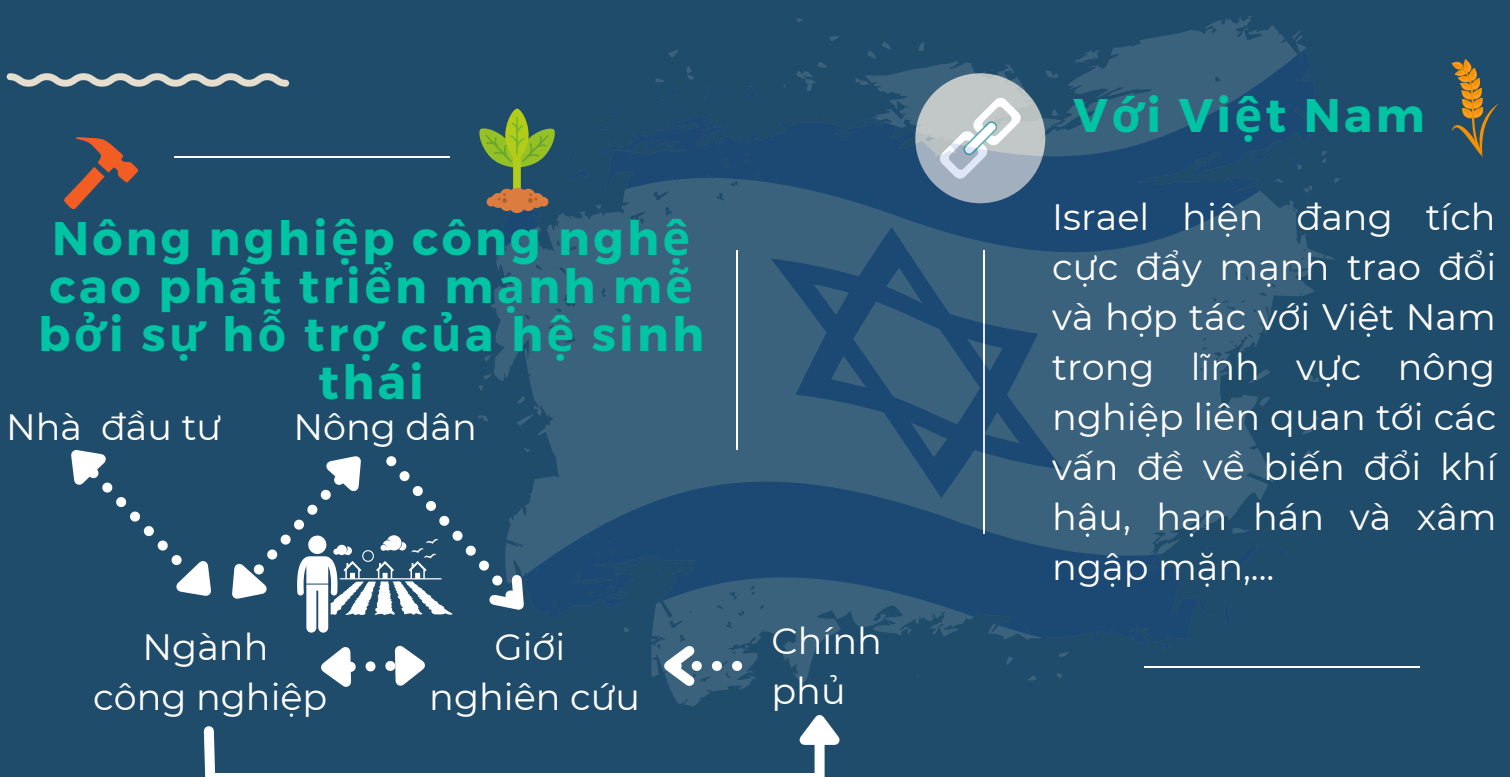 Nông nghiệp công nghệ
cao phát triển mạnh mẽ
bởi sự hỗ trợ của hệ sinh
thái
Nhà đầu tư
Nông dân
Ngành
công nghiệp
Giới
nghiên cứu
Chính
phủ
Với Việt Nam
Israel hiện đang tích
cực đẩy mạnh trao đổi
và hợp tác với Việt Nam
trong lĩnh vực nông
nghiệp liên quan tới các
vấn đề về biến đổi khí
hậu, hạn hán và xâm
ngập mặn,...